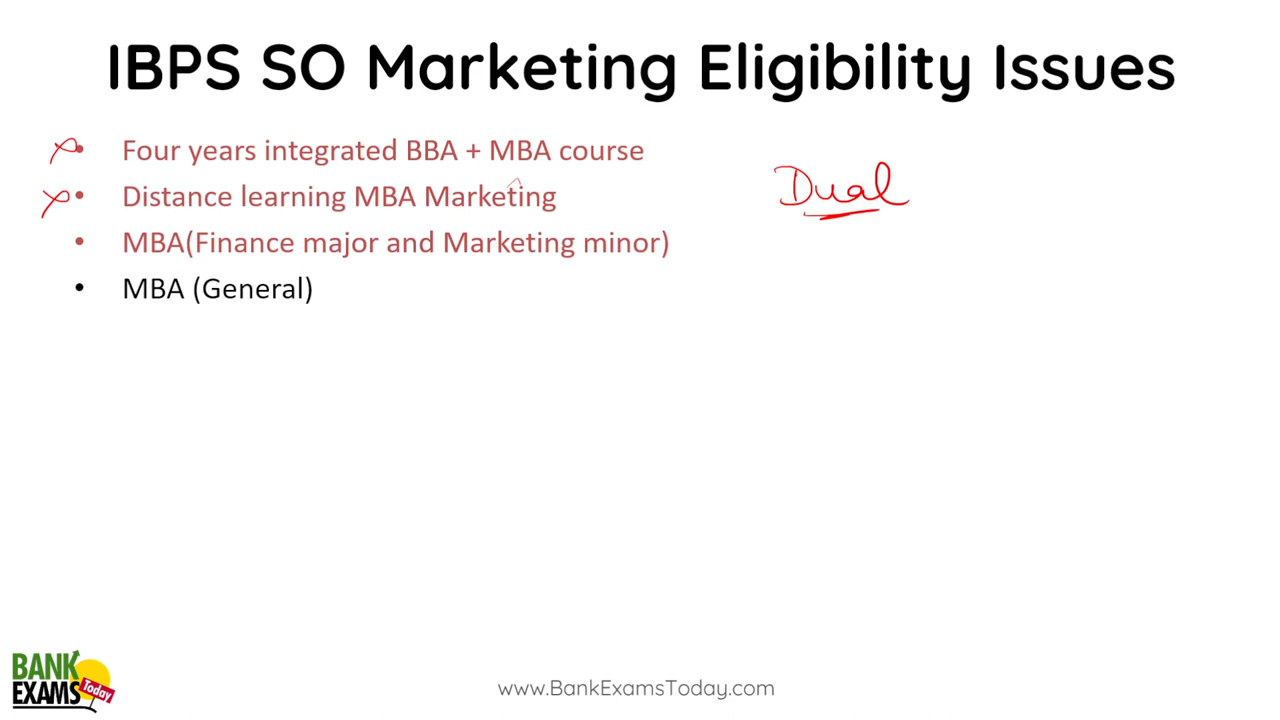 IBPS SO Marketing Eligibility Issues
• Four years integrated BBA + MBA course
• Distance learning MBA Marketing
Dual
• MBA(Finance major and Marketing minor)
• MBA (General)
BANK
EXAMS Today
www.BankExamsToday.com